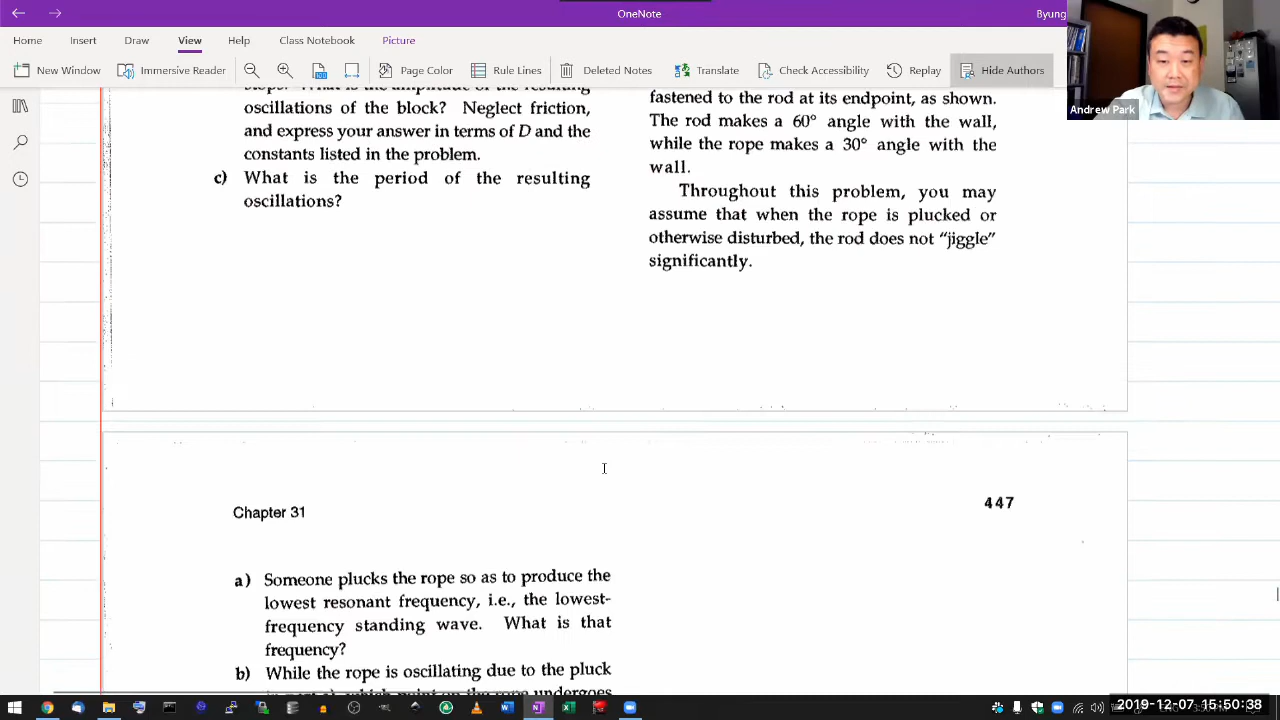 OneNote
Byung
Home Insert Draw View Help Class Notebook Picture
New Window Immersive Reader Page Color Rule Lines Deleted Notes Translate Check Accessibility Replay Hide Authors
Andrew Park
oscillations of the block? Neglect friction,
and express your answer in terms of D and the
constants listed in the problem.
c) What is the period of the resulting
oscillations?
fastened to the rod at its endpoint, as shown.
The rod makes a 60° angle with the wall,
while the rope makes a 30° angle with the
wall.
Throughout this problem, you may
assume that when the rope is plucked or
otherwise disturbed, the rod does not “jiggle”
significantly.
Chapter 31
447
a) Someone plucks the rope so as to produce the
lowest resonant frequency, i.e., the lowest-
frequency standing wave. What is that
frequency?
b) While the rope is oscillating due to the pluck
2019-12-07 15:50:38